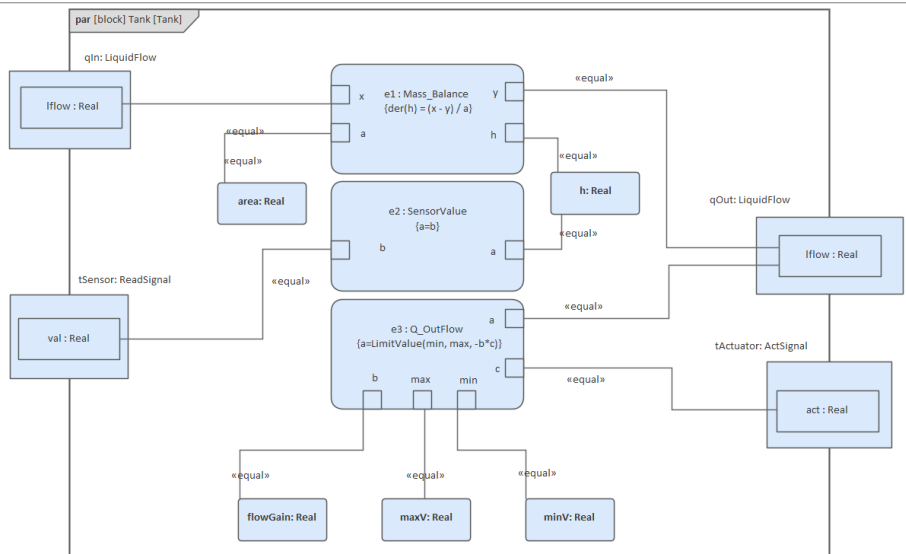 par [block] Tank [Tank]
qIn: LiquidFlow
lflow : Real
«equal»
x
e1 : Mass_Balance
{der(h) = (x - y) / a}
y
a
h
«equal»
«equal»
«equal»
area: Real
h: Real
e2 : SensorValue
{a=b}
b
a
«equal»
qOut: LiquidFlow
lflow : Real
tSensor: ReadSignal
«equal»
val : Real
e3 : Q_OutFlow
{a=LimitValue(min, max, -b*c)}
a
«equal»
c
b
max
min
«equal»
tActuator: ActSignal
act : Real
«equal»
«equal»
«equal»
flowGain: Real
maxV: Real
minV: Real